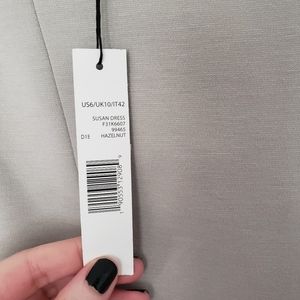 US6/UK10/IT42
SUSAN DRESS
F31K6607
99465
D1E HAZELNUT